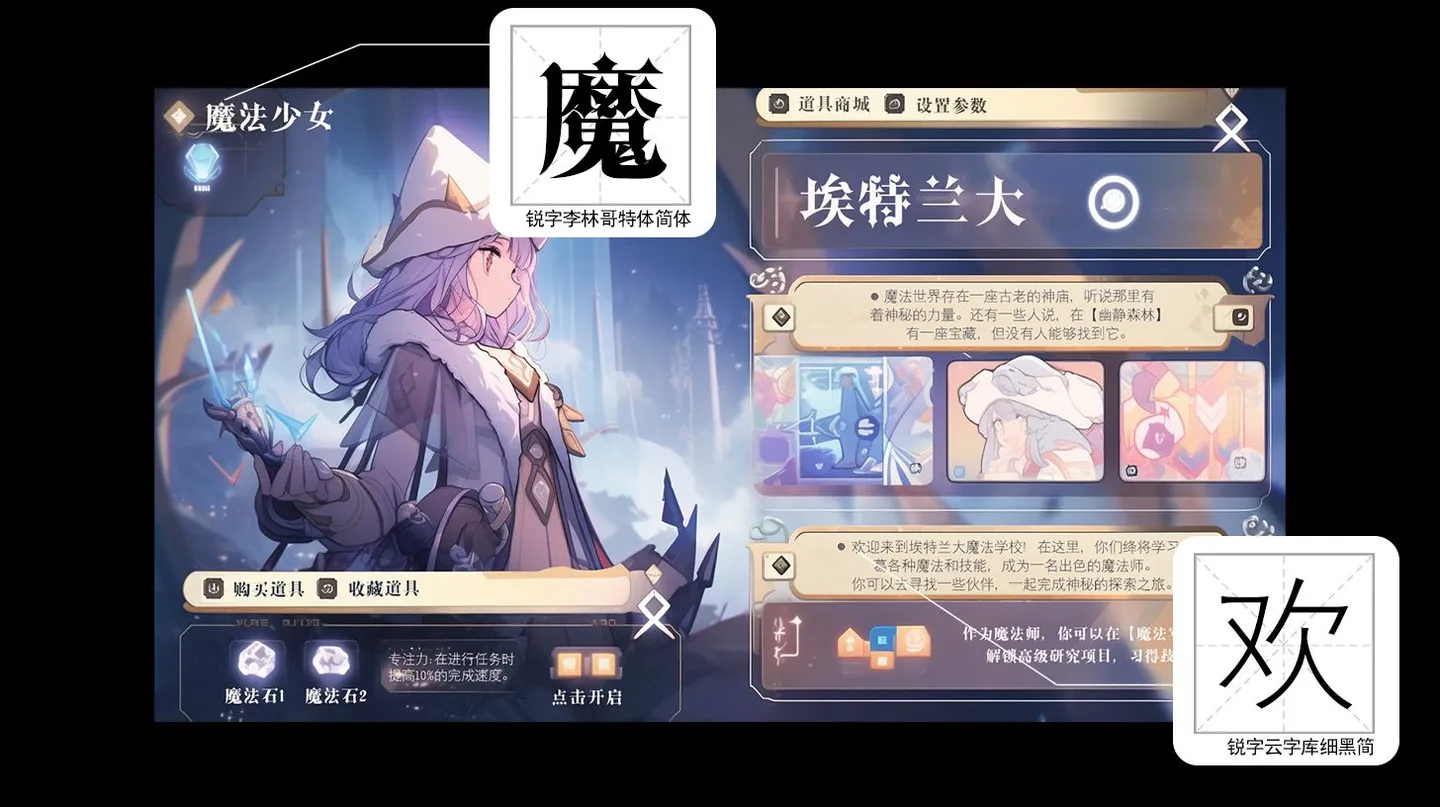 魔法少女
魔
锐字李林哥特体简体
道具商城 设置参数
埃特兰大
●魔法世界存在一座古老的神庙，听说那里有
着神秘的力量。还有一些人说，在【幽静森林】
有一座宝藏，但没有人能够找到它。
●欢迎来到埃特兰大魔法学校！在这里，你们绛将学习
葛各种魔法和技能，成为一名出色的魔法师。
你可以去寻找一些伙伴，一起完成神秘的探索之旅。
作为魔法师，你可以在【魔法
解锁高级研究项目，习得技
购买道具 收藏道具
魔法石1 魔法石2
专注力:在进行任务时
提高10%的完成速度。
点击开启
欢
锐字云字库细黑简